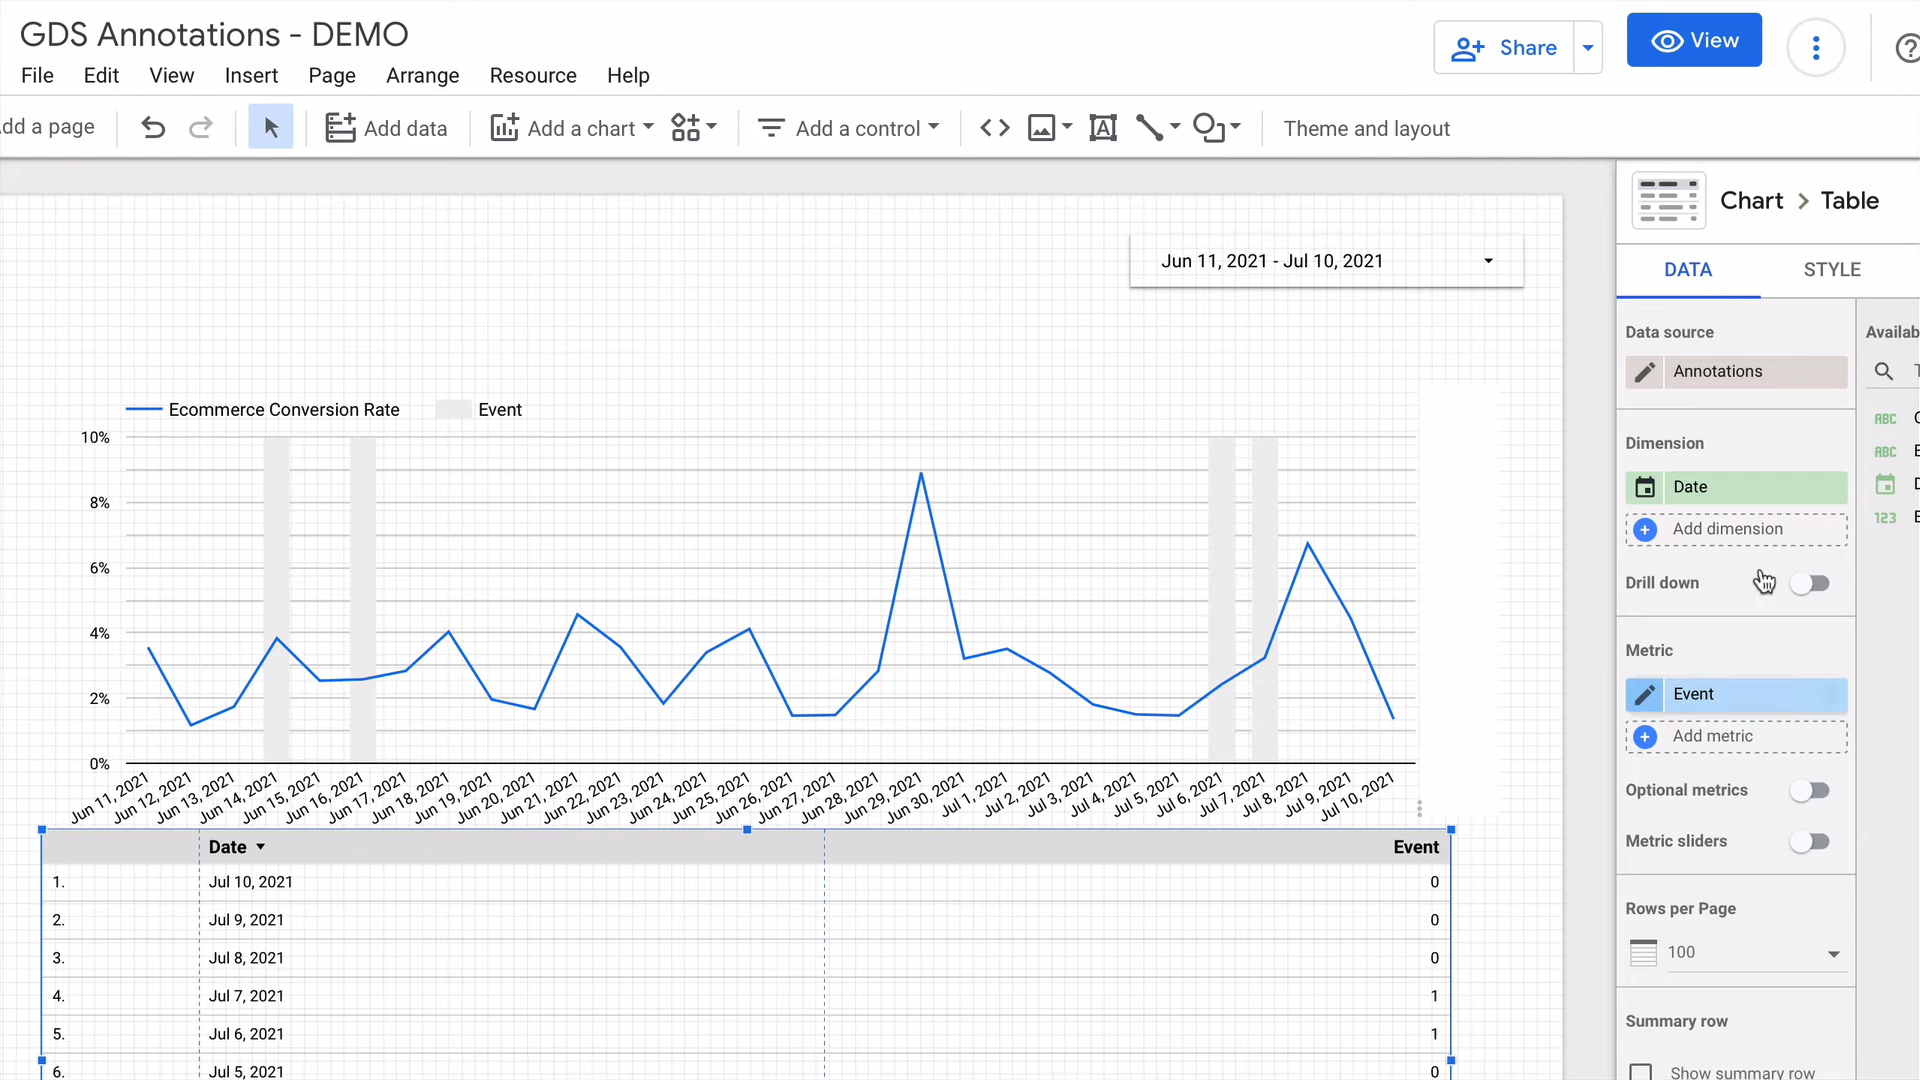 GDS Annotations - DEMO
File Edit View Insert Page Arrange Resource Help
Share
View
dd a page
Add data
Add a chart
Add a control
Theme and layout
Jun 11, 2021 - Jul 10, 2021
Ecommerce Conversion Rate
Event
10%
8%
6%
4%
2%
0%
Jun 11, 2021
Jun 12, 2021
Jun 13, 2021
Jun 14, 2021
Jun 15, 2021
Jun 16, 2021
Jun 17, 2021
Jun 18, 2021
Jun 19, 2021
Jun 20, 2021
Jun 21, 2021
Jun 22, 2021
Jun 23, 2021
Jun 24, 2021
Jun 25, 2021
Jun 26, 2021
Jun 27, 2021
Jun 28, 2021
Jun 29, 2021
Jun 30, 2021
Jul 1, 2021
Jul 2, 2021
Jul 3, 2021
Jul 4, 2021
Jul 5, 2021
Jul 6, 2021
Jul 7, 2021
Jul 8, 2021
Jul 9, 2021
Jul 10, 2021
Date Event
1. Jul 10, 2021 0
2. Jul 9, 2021 0
3. Jul 8, 2021 0
4. Jul 7, 2021 1
5. Jul 6, 2021 1
6. Jul 5, 2021 0
Chart > Table
DATA STYLE
Data source
Annotations
Dimension
Date
Add dimension
Drill down
Metric
Event
Add metric
Optional metrics
Metric sliders
Rows per Page
100
Summary row
Show summary row
Availab
T
ABC
ABC E
D
123 E